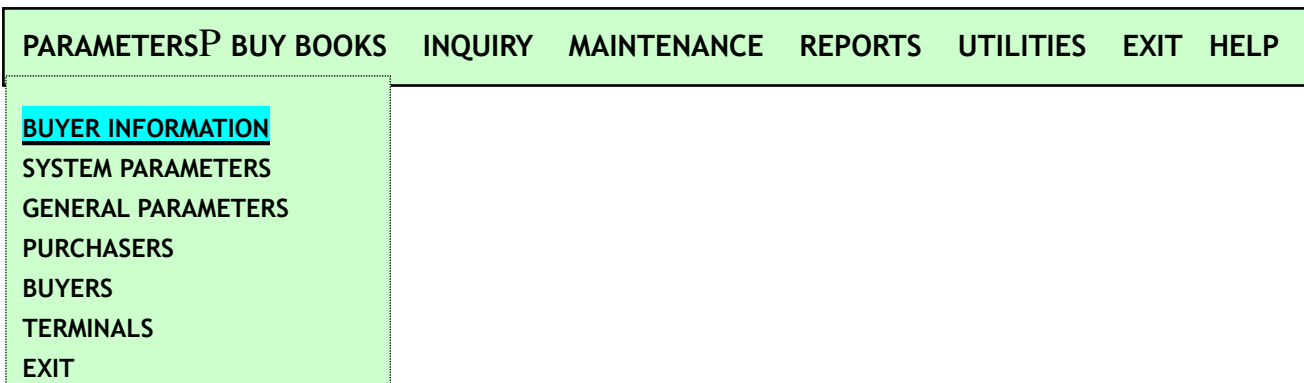 PARAMETERSP BUY BOOKS INQUIRY MAINTENANCE REPORTS UTILITIES EXIT HELP
BUYER INFORMATION
SYSTEM PARAMETERS
GENERAL PARAMETERS
PURCHASERS
BUYERS
TERMINALS
EXIT